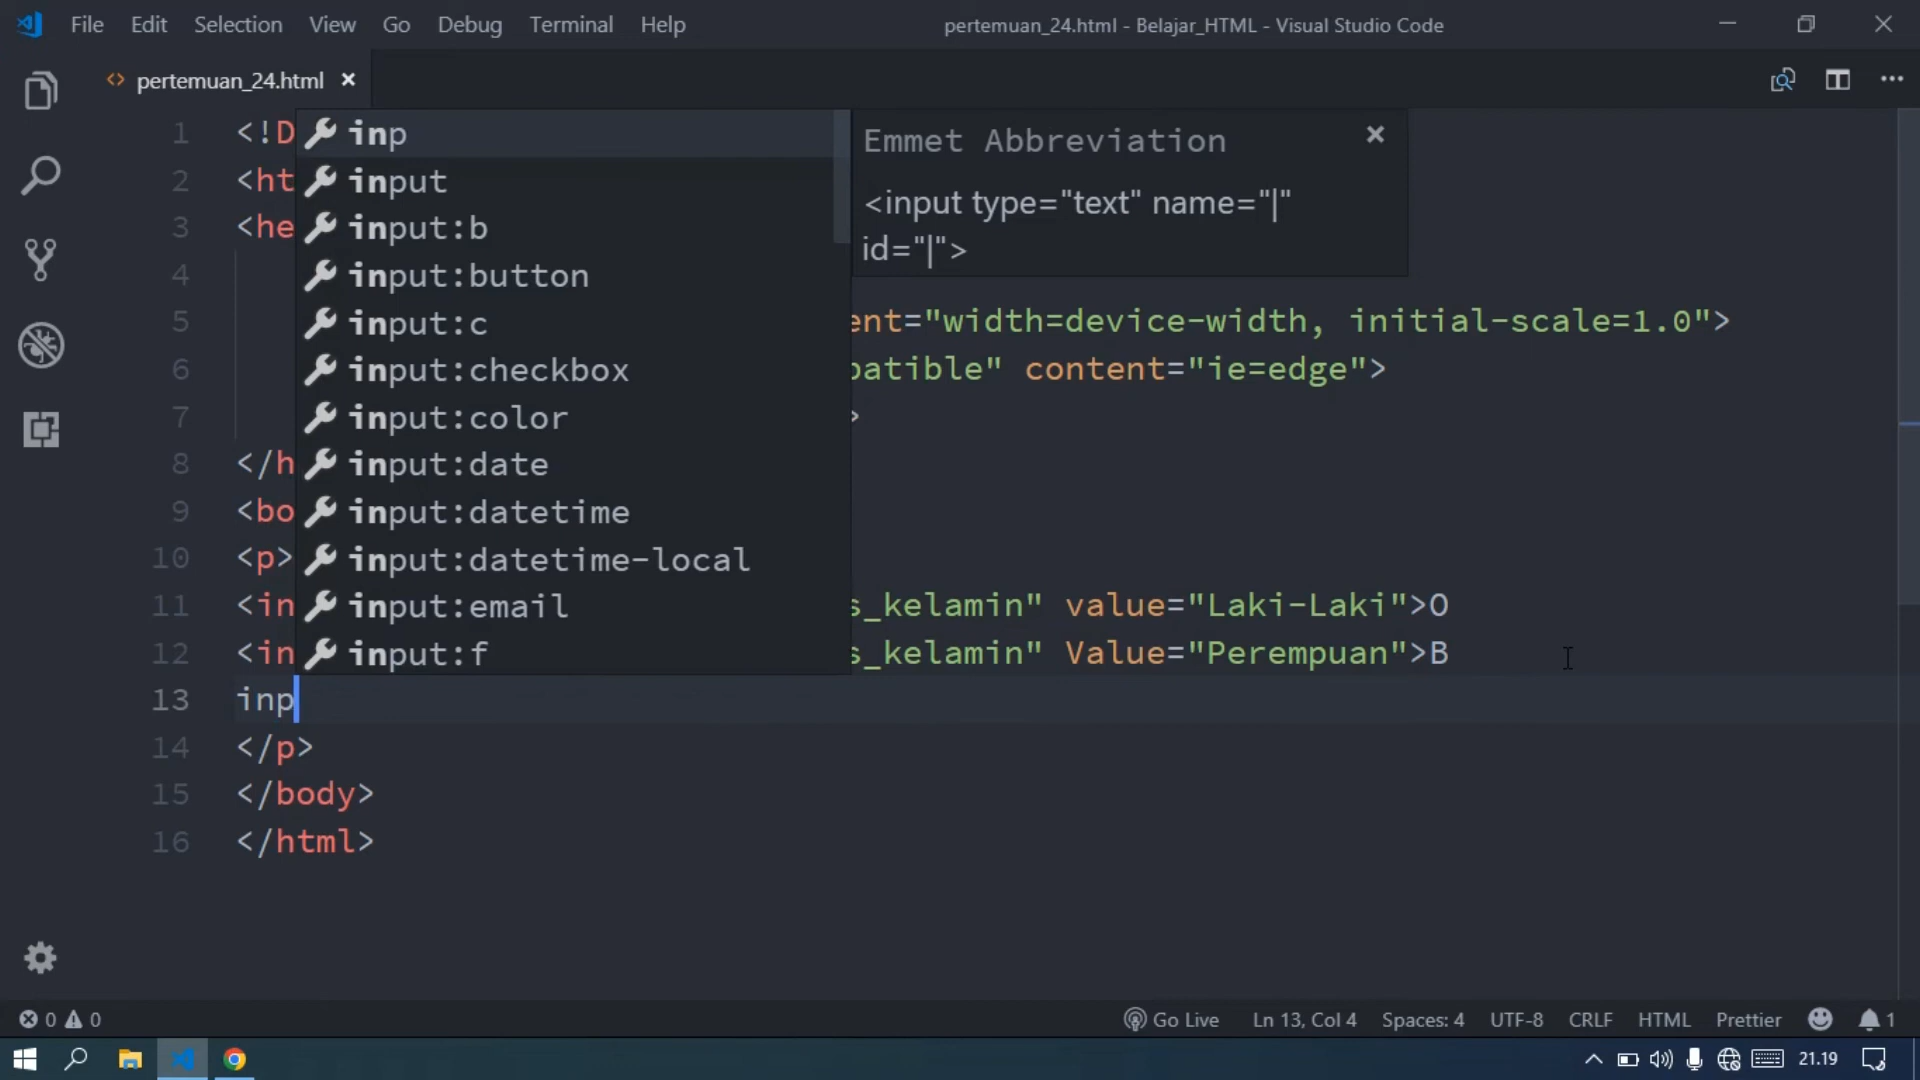 File Edit Selection View Go Debug Terminal Help pertemuan_24.html - Belajar_HTML - Visual Studio Code
<> pertemuan_24.html ×
1 <!D
2 <ht
3 <he
4
5 ent="width=device-width, initial-scale=1.0">
6 patible" content="ie=edge">
7 >
8 </h
9 <bo
10 <p>
11 <in s_kelamin" value="Laki-Laki">O
12 <in s_kelamin" Value="Perempuan">B
13 inp
14 </p>
15 </body>
16 </html>
inp
input
input:b
input:button
input:c
input:checkbox
input:color
input:date
input:datetime
input:datetime-local
input:email
input:f
Emmet Abbreviation ×
<input type="text" name="|"
id="|">
0 0 Go Live Ln 13, Col 4 Spaces: 4 UTF-8 CRLF HTML Prettier 1
21.19